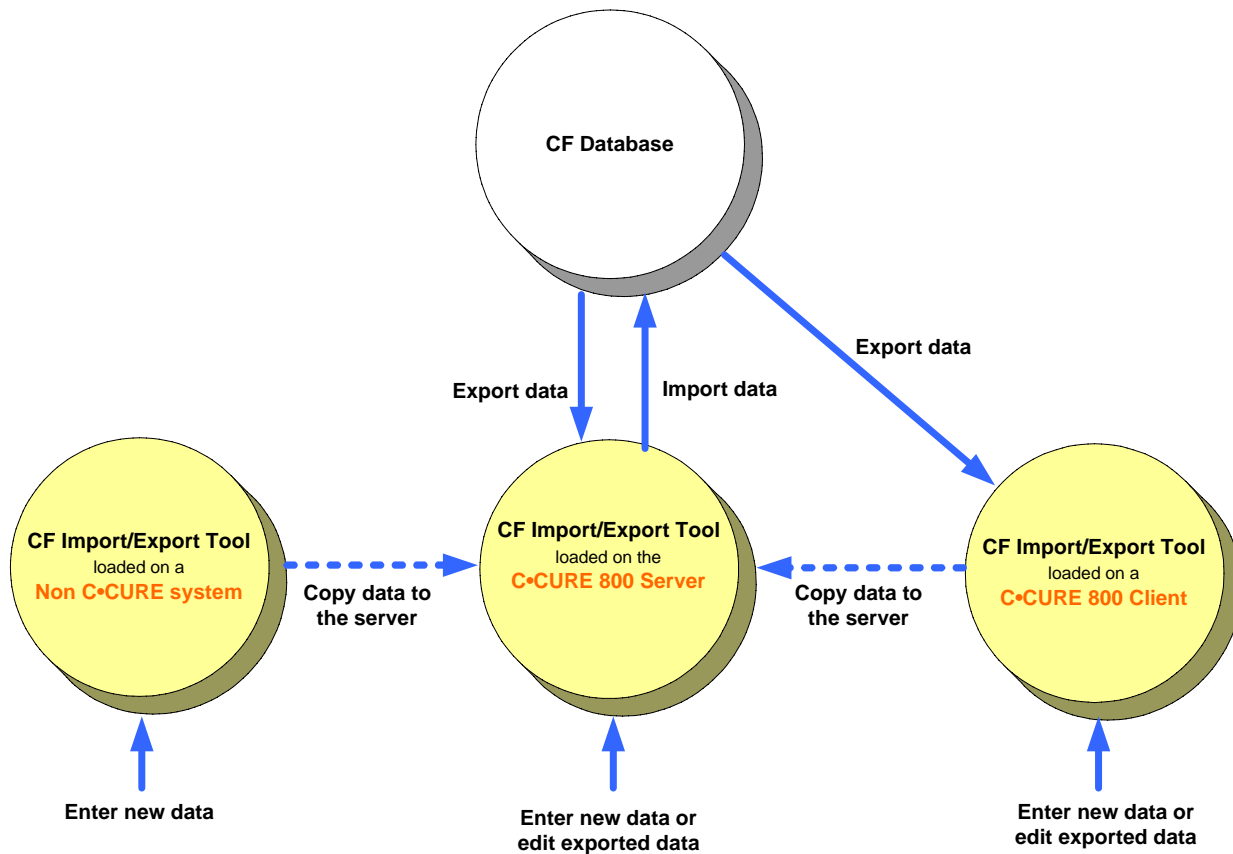 CF Database
Export data
Export data
Import data
CF Import/Export Tool
loaded on a
Non C•CURE system
Copy data to
the server
CF Import/Export Tool
loaded on the
C•CURE 800 Server
Copy data to
the server
CF Import/Export Tool
loaded on a
C•CURE 800 Client
Enter new data
Enter new data or
edit exported data
Enter new data or
edit exported data